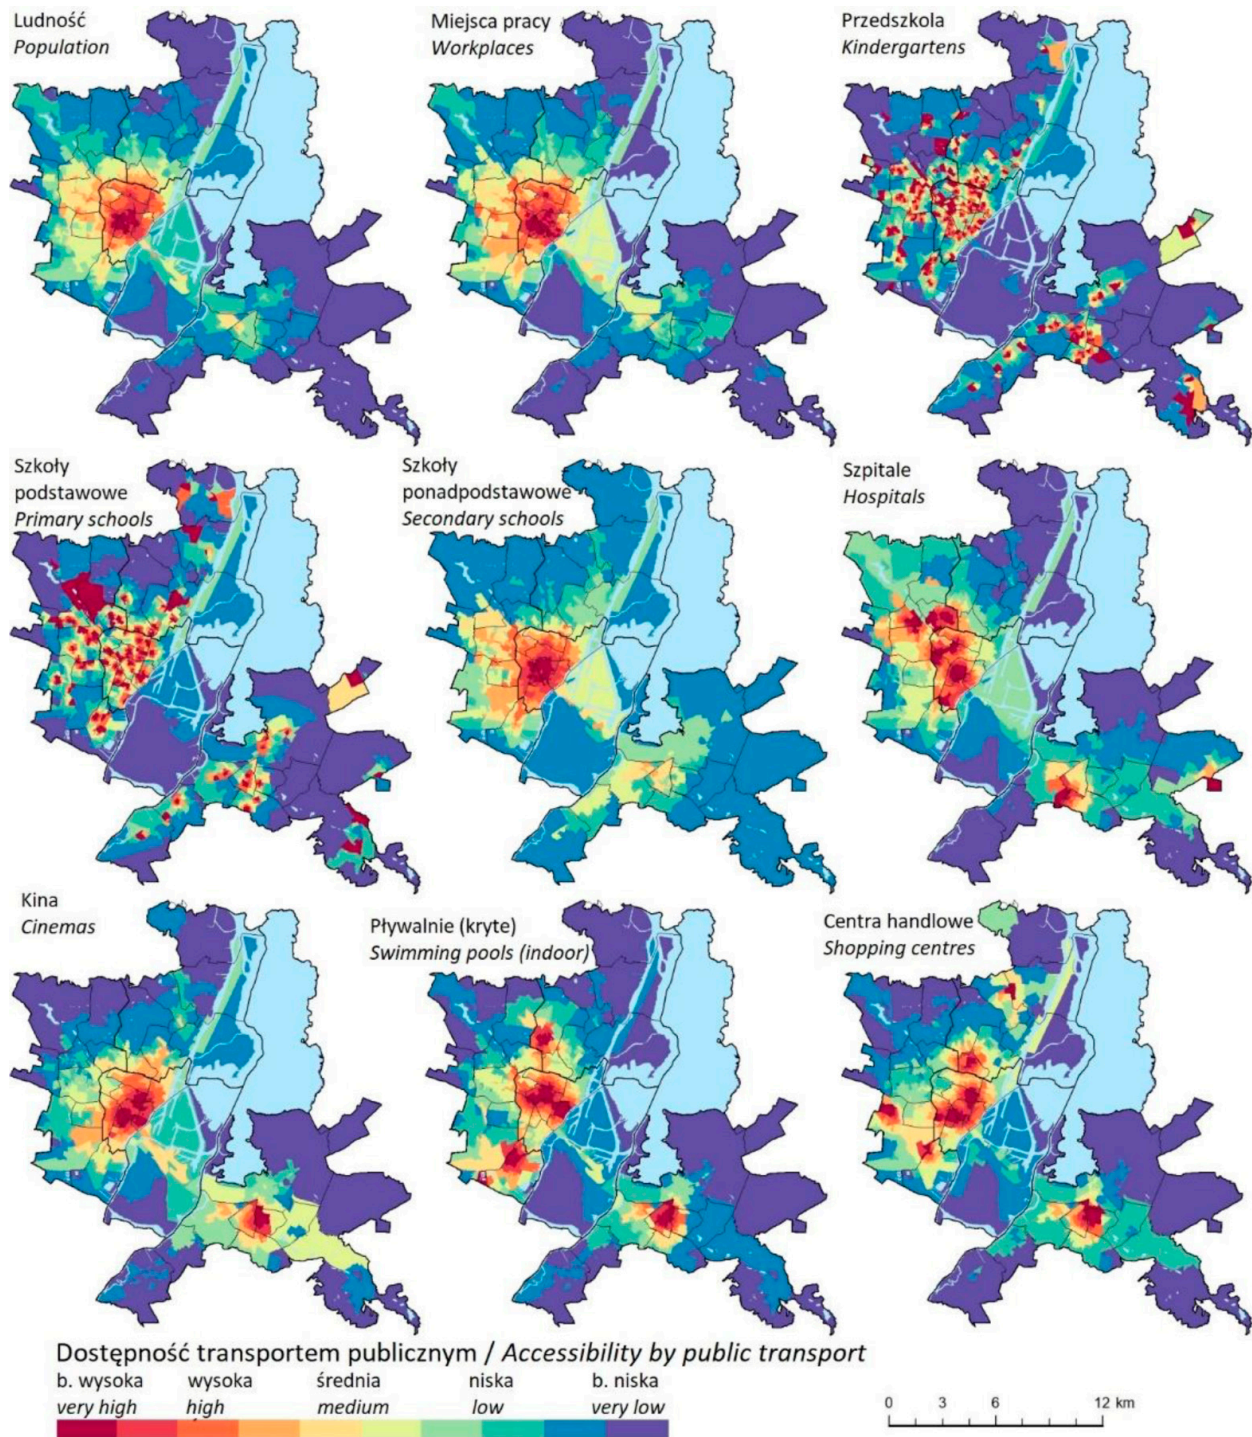 Ludność
Population
Miejsca pracy
Workplaces
Przedszkola
Kindergartens
Szkoły
podstawowe
Primary schools
Szkoły
ponadpodstawowe
Secondary schools
Szpitale
Hospitals
Kina
Cinemas
Pływalnie (kryte)
Swimming pools (indoor)
Centra handlowe
Shopping centres
Dostępność transportem publicznym / Accessibility by public transport
b. wysoka wysoka średnia niska b. niska
very high high medium low very low
0 3 6 12 km